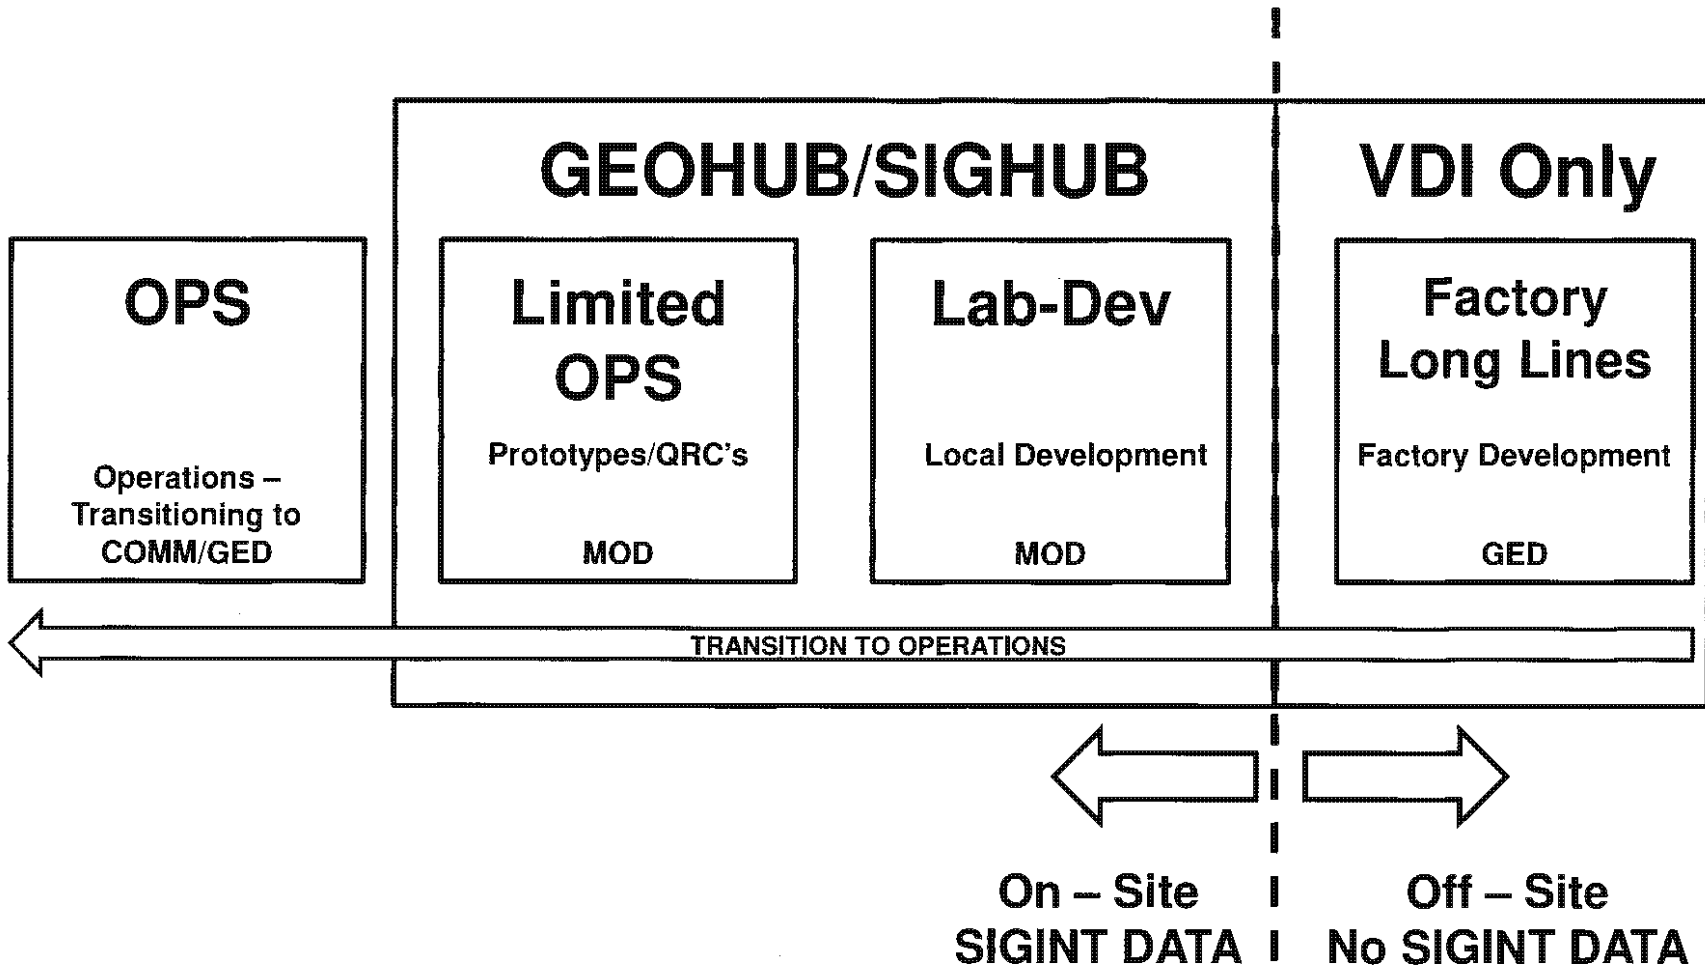 GEOHUB/SIGHUB
VDI Only
OPS
Operations –
Transitioning to
COMM/GED
Limited
OPS
Prototypes/QRC's
MOD
Lab-Dev
Local Development
MOD
Factory
Long Lines
Factory Development
GED
TRANSITION TO OPERATIONS
On – Site
SIGINT DATA
Off – Site
No SIGINT DATA